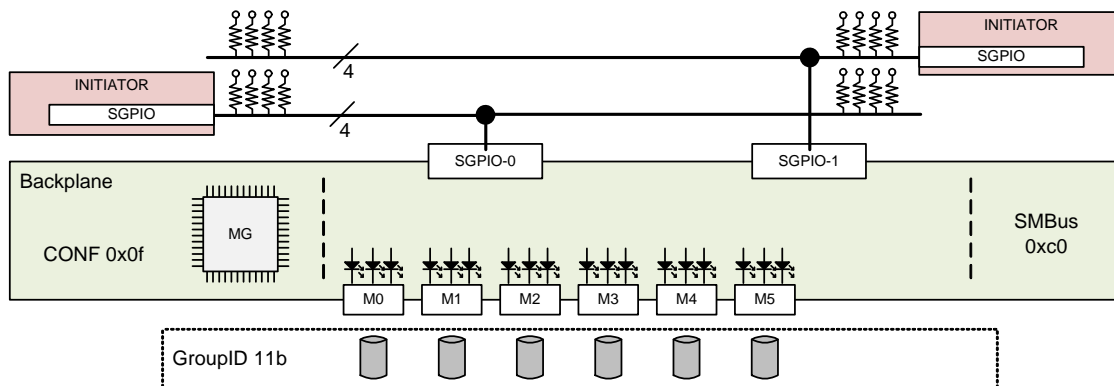 INITIATOR
SGPIO
4
INITIATOR
SGPIO
4
SGPIO-0
SGPIO-1
Backplane
MG
CONF 0x0f
SMBus
0xc0
M0
M1
M2
M3
M4
M5
GroupID 11b